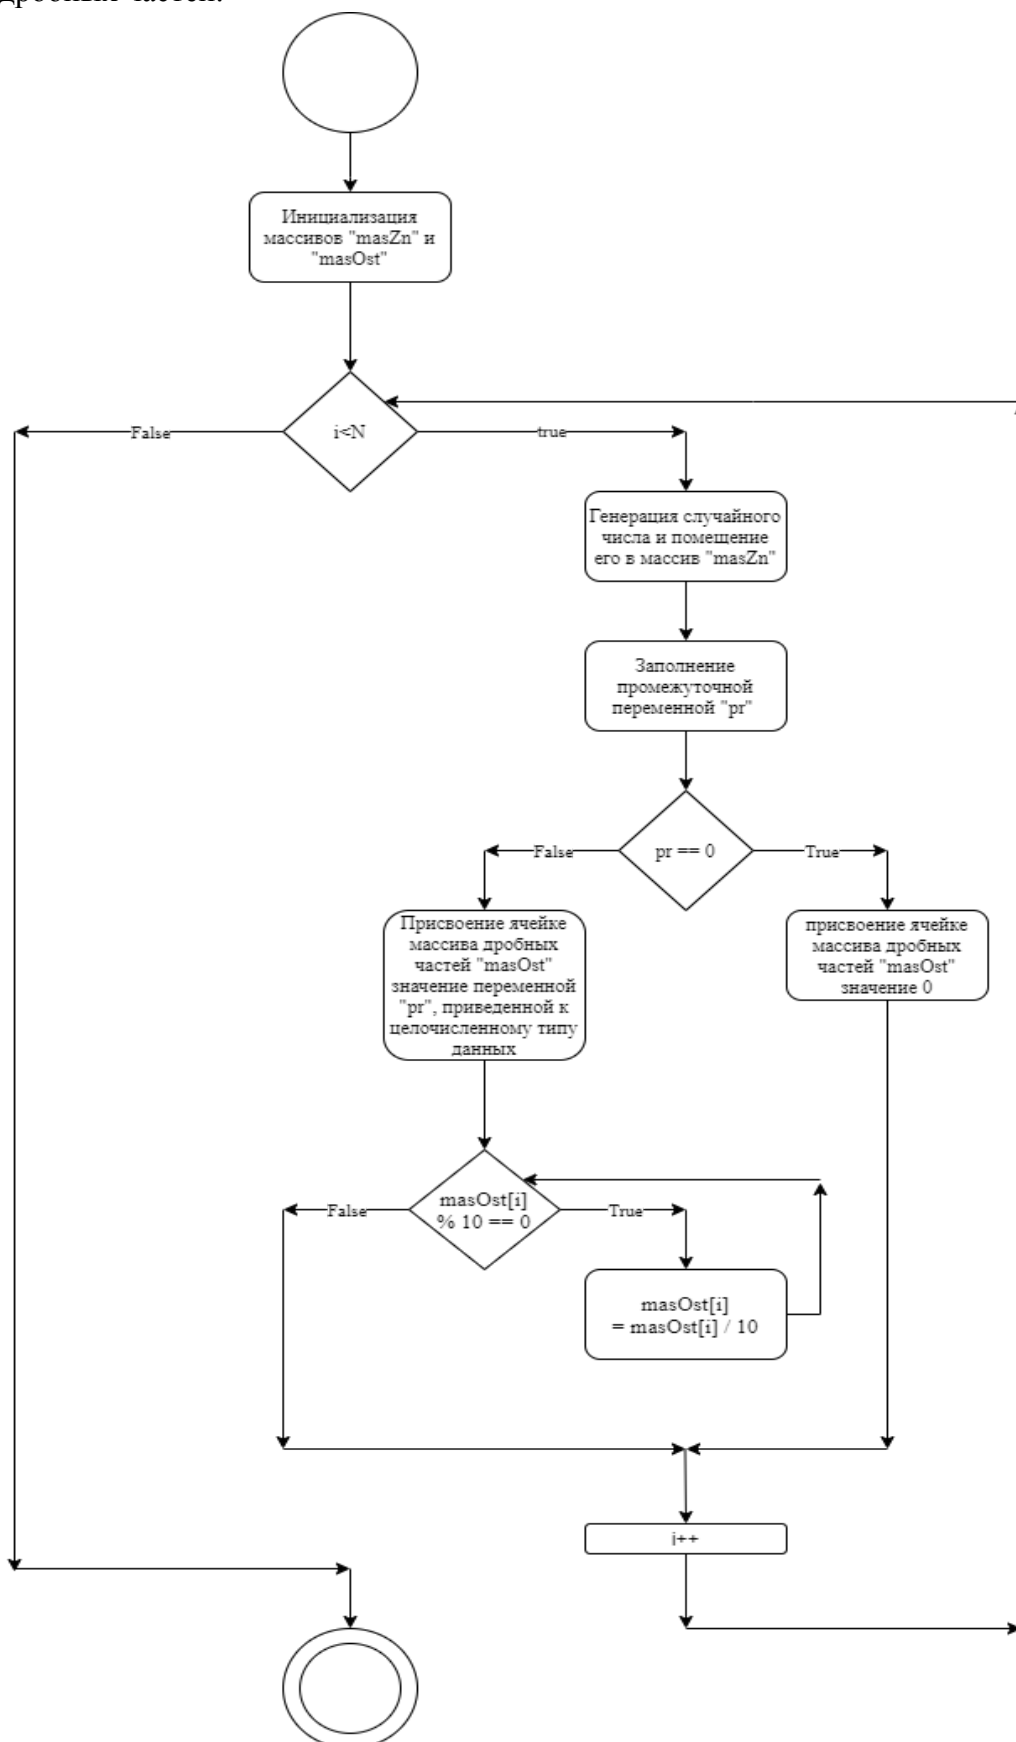 дробных частей.
Инициализация
массивов "masZn" и
"masOst"
i<N
False
true
Генерация случайного
числа и помещение
его в массив "masZn"
Заполнение
промежуточной
переменной "pr"
pr == 0
False
True
Присвоение ячейке
массива дробных
частей "masOst"
значение переменной
"pr", приведенной к
целочисленному типу
данных
присвоение ячейке
массива дробных
частей "masOst"
значение 0
masOst[i]
% 10 == 0
False
True
masOst[i]
= masOst[i] / 10
i++